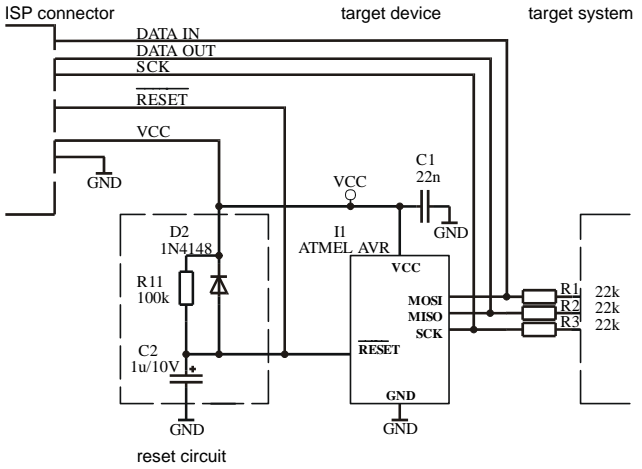 ISP connector
target device
target system
DATA IN
DATA OUT
SCK
RESET
VCC
GND
C1
22n
VCC
GND
D2
1N4148
I1
ATMEL AVR
VCC
R11
100k
MOSI
MISO
SCK
R1
22k
R2
22k
R3
22k
C2
1u/10V
+
RESET
GND
GND
GND
reset circuit